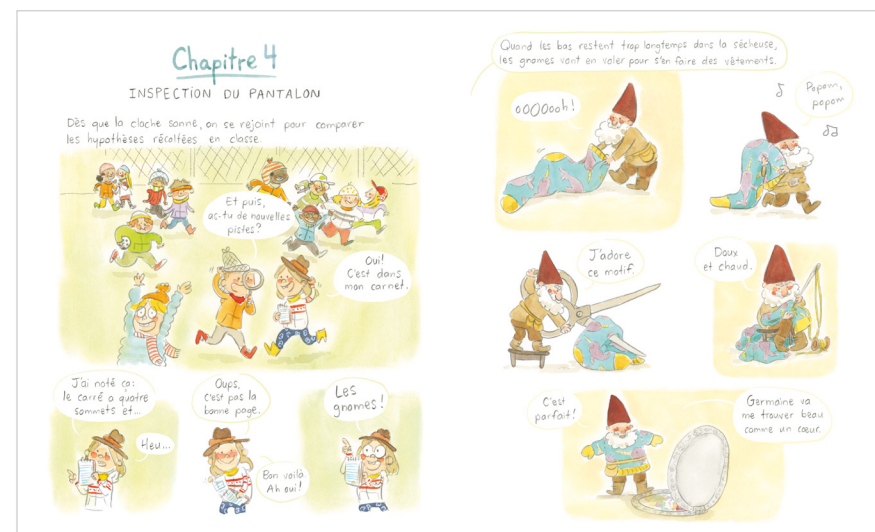 Chapitre 4
INSPECTION DU PANTALON
Dès que la cloche sonne, on se rejoint pour comparer
les hypothèses récoltées en classe.
Et puis,
as-tu de nouvelles
pistes?
Oui!
C'est dans
mon carnet.
J'ai noté ça:
le carré a quatre
sommets et...
Heu...
Oups,
c'est pas la
bonne page.
Bon voilà.
Ah oui!
Les
gnomes!
Quand les bas restent trop longtemps dans la sécheuse,
les gnomes vont en voler pour s'en faire des vêtements.
OOOOooh!
Popom,
popom
J'adore
ce motif.
Doux
et chaud.
C'est
parfait!
Germaine va
me trouver beau
comme un cœur.